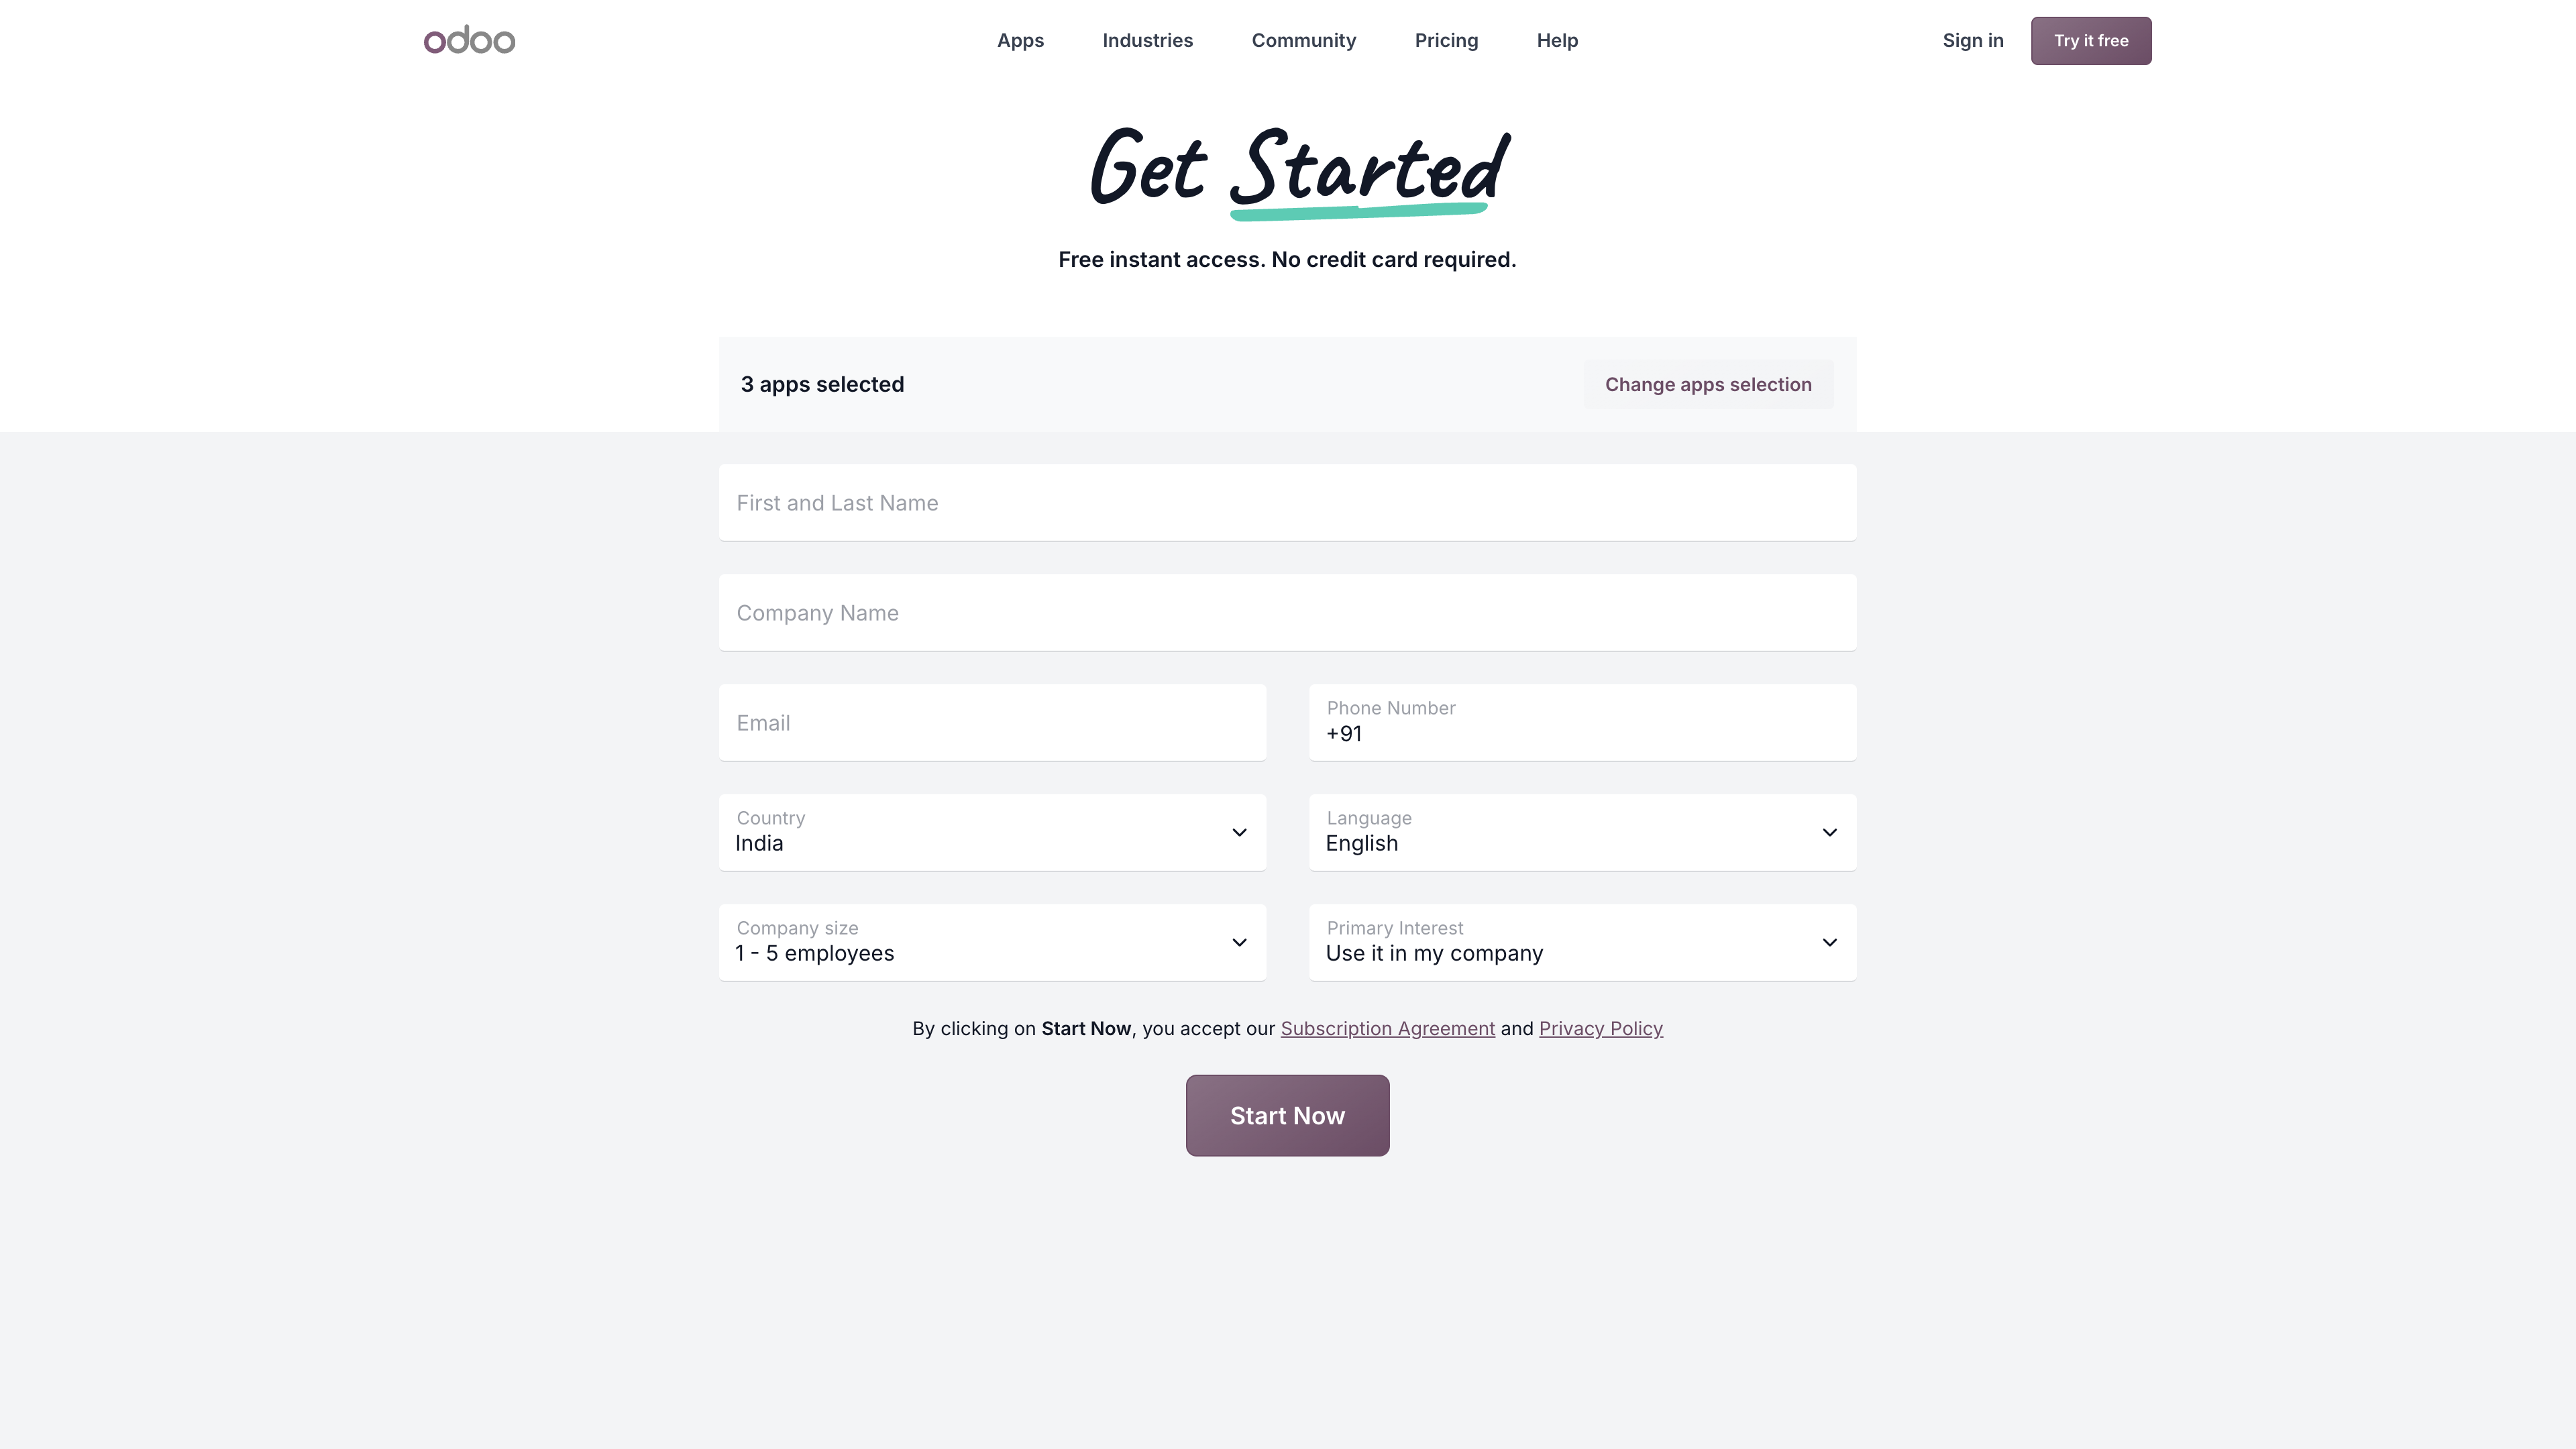 odoo
Apps Industries Community Pricing Help
Sign in Try it free
Get Started
Free instant access. No credit card required.
3 apps selected Change apps selection
First and Last Name
Company Name
Email
Phone Number
+91
Country
India
Language
English
Company size
1 - 5 employees
Primary Interest
Use it in my company
By clicking on Start Now, you accept our Subscription Agreement and Privacy Policy
Start Now